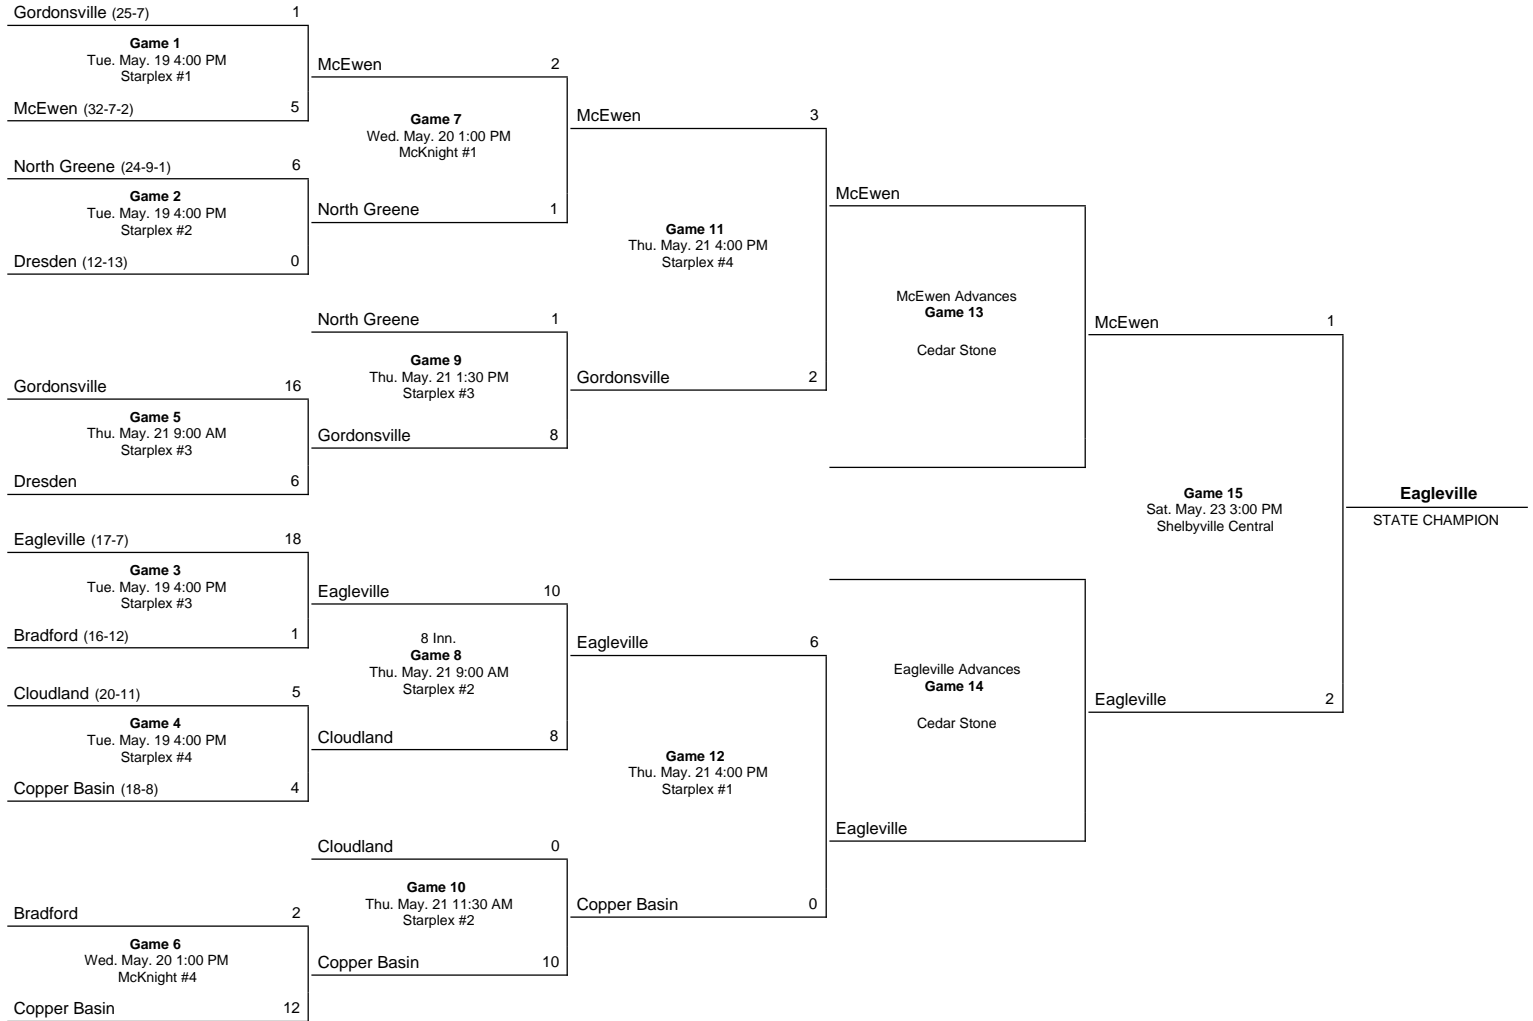 Gordonsville (25-7) 1
Game 1
Tue. May. 19 4:00 PM
Starplex #1
McEwen (32-7-2) 5
North Greene (24-9-1) 6
Game 2
Tue. May. 19 4:00 PM
Starplex #2
Dresden (12-13) 0
Gordonsville 16
Game 5
Thu. May. 21 9:00 AM
Starplex #3
Dresden 6
Eagleville (17-7) 18
Game 3
Tue. May. 19 4:00 PM
Starplex #3
Bradford (16-12) 1
Cloudland (20-11) 5
Game 4
Tue. May. 19 4:00 PM
Starplex #4
Copper Basin (18-8) 4
Bradford 2
Game 6
Wed. May. 20 1:00 PM
McKnight #4
Copper Basin 12
McEwen 2
Game 7
Wed. May. 20 1:00 PM
McKnight #1
North Greene 1
North Greene 1
Game 9
Thu. May. 21 1:30 PM
Starplex #3
Gordonsville 8
Eagleville 10
8 Inn.
Game 8
Thu. May. 21 9:00 AM
Starplex #2
Cloudland 8
Cloudland 0
Game 10
Thu. May. 21 11:30 AM
Starplex #2
Copper Basin 10
McEwen 3
Game 11
Thu. May. 21 4:00 PM
Starplex #4
Gordonsville 2
Eagleville 6
Game 12
Thu. May. 21 4:00 PM
Starplex #1
Copper Basin 0
McEwen
McEwen Advances
Game 13
Cedar Stone
Eagleville Advances
Game 14
Cedar Stone
Eagleville
McEwen 1
Game 15
Sat. May. 23 3:00 PM
Shelbyville Central
Eagleville 2
Eagleville
STATE CHAMPION